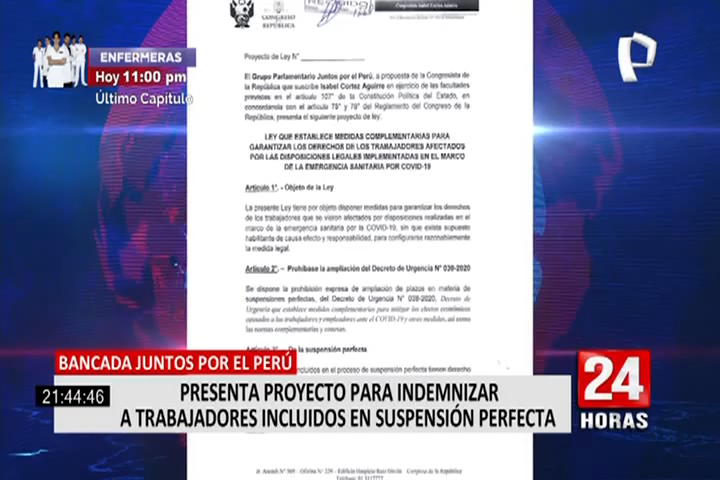 CONGRESO
REPÚBLICA
ENFERMERAS
Hoy 11:00 pm
Último Capítulo
Proyecto de Ley N°
El Grupo Parlamentario Juntos por el Perú, a propuesta de la Congresista de
la República que suscribe Isabel Cortez Aguirre en ejercicio de las facultades
previstas en el artículo 107° de la Constitución Política del Estado, en
concordancia con el artículo 75° y 76° del Reglamento del Congreso de la
República, presenta el siguiente proyecto de ley:
LEY QUE ESTABLECE MEDIDAS COMPLEMENTARIAS PARA
GARANTIZAR LOS DERECHOS DE LOS TRABAJADORES AFECTADOS
POR LAS DISPOSICIONES LEGALES IMPLEMENTADAS EN EL MARCO
DE LA EMERGENCIA SANITARIA POR COVID-19
Artículo 1°. - Objeto de la Ley
La presente Ley tiene por objeto disponer medidas para garantizar los derechos
de los trabajadores que se vieron afectados por disposiciones realizadas en el
marco de la emergencia sanitaria por la COVID-19, sin que exista supuesto
habilitante de causa efecto y responsabilidad, para configurarse razonablemente
la medida legal.
Artículo 2°. – Prohíbase la ampliación del Decreto de Urgencia N° 038-2020
Se dispone la prohibición expresa de ampliación de plazos en materia de
suspensiones perfectas, del Decreto de Urgencia N° 038-2020, Decreto de
Urgencia que establece medidas complementarias para mitigar los efectos económicos
causados a los trabajadores y empleadores ante el COVID-19 y otras medidas, así como
las normas complementarias y conexas.
De la suspensión perfecta
incluidos en el proceso de suspensión perfecta tienen derecho
BANCADA JUNTOS POR EL PERÚ
21:44:46
PRESENTA PROYECTO PARA INDEMNIZAR
A TRABAJADORES INCLUIDOS EN SUSPENSIÓN PERFECTA
24
HORAS